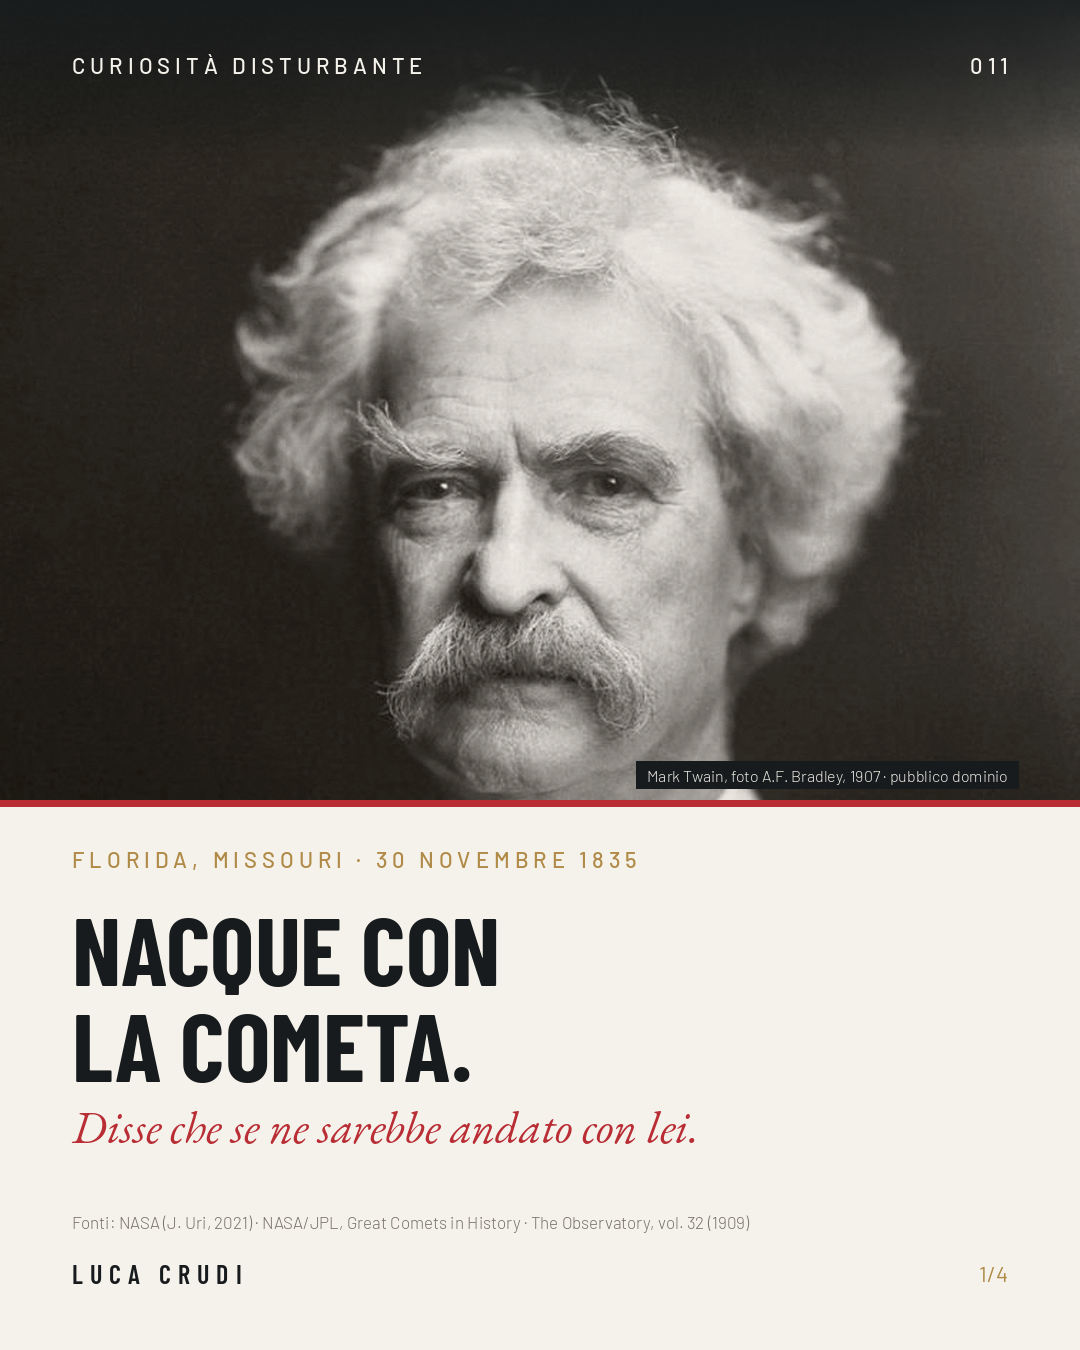 CURIOSITÀ DISTURBANTE
011
Mark Twain, foto A.F. Bradley, 1907 · pubblico dominio
FLORIDA, MISSOURI · 30 NOVEMBRE 1835
NACQUE CON
LA COMETA.
Disse che se ne sarebbe andato con lei.
Fonti: NASA (J. Uri, 2021) · NASA/JPL, Great Comets in History · The Observatory, vol. 32 (1909)
LUCA CRUDI
1/4